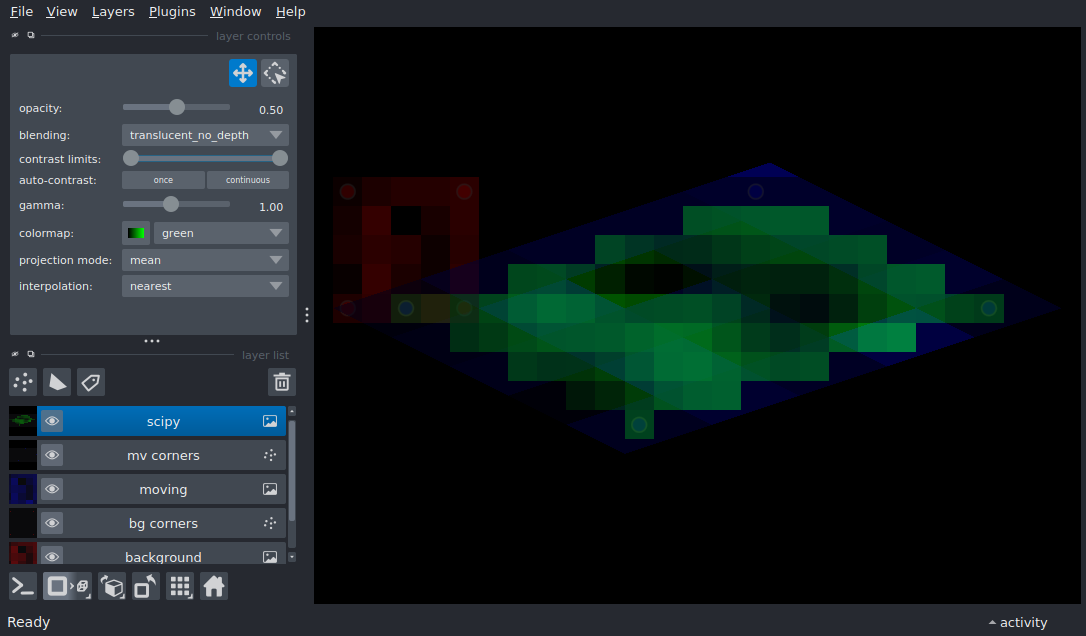 File View Layers Plugins Window Help
layer controls
opacity: 0.50
blending: translucent_no_depth
contrast limits:
auto-contrast: once continuous
gamma: 1.00
colormap: green
projection mode: mean
interpolation: nearest
layer list
scipy
mv corners
moving
bg corners
background
Ready activity